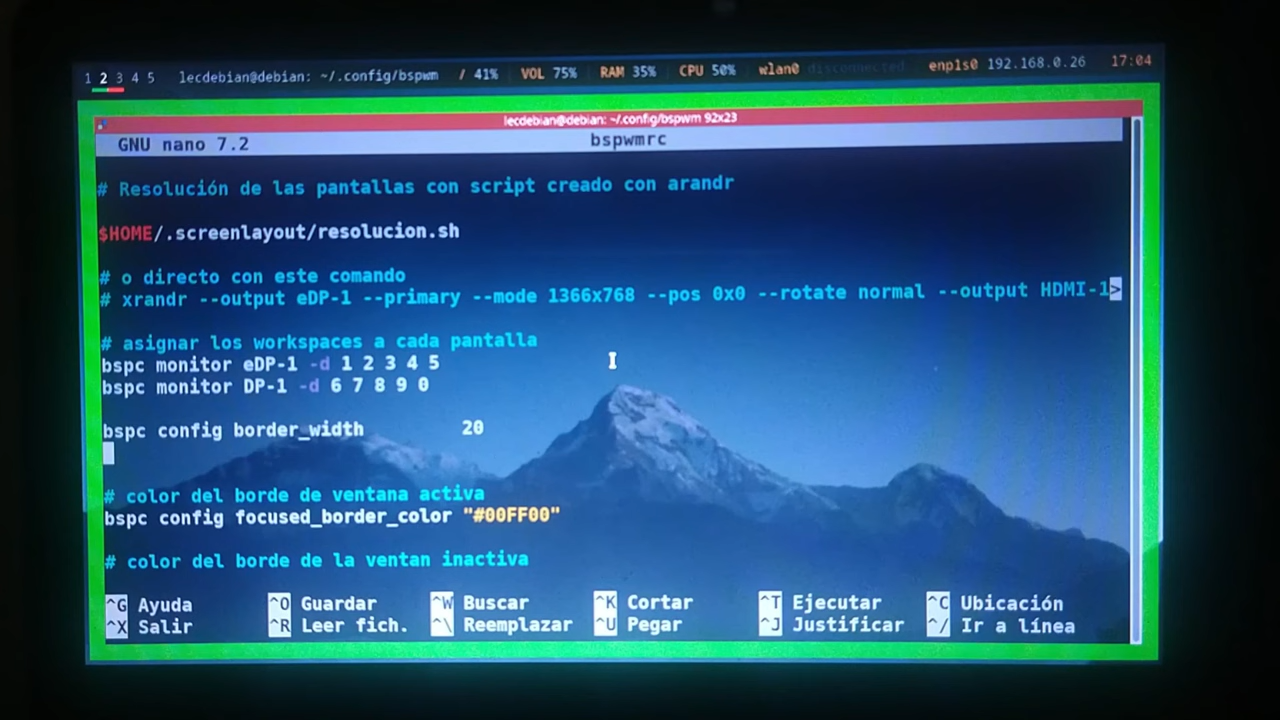 1 2 3 4 5 lecdebian@debian: ~/.config/bspwm / 41% VOL 75% RAM 35% CPU 50% wlan0 disconnected enp1s0 192.168.0.26 17:04
lecdebian@debian: ~/.config/bspwm 92x23
GNU nano 7.2 bspwmrc
# Resolución de las pantallas con script creado con arandr
$HOME/.screenlayout/resolucion.sh
# o directo con este comando
# xrandr --output eDP-1 --primary --mode 1366x768 --pos 0x0 --rotate normal --output HDMI-1>
# asignar los workspaces a cada pantalla
bspc monitor eDP-1 -d 1 2 3 4 5
bspc monitor DP-1 -d 6 7 8 9 0
bspc config border_width 20
# color del borde de ventana activa
bspc config focused_border_color "#00FF00"
# color del borde de la ventan inactiva
^G Ayuda ^O Guardar ^W Buscar ^K Cortar ^T Ejecutar ^C Ubicación
^X Salir ^R Leer fich. ^\ Reemplazar ^U Pegar ^J Justificar ^/ Ir a línea